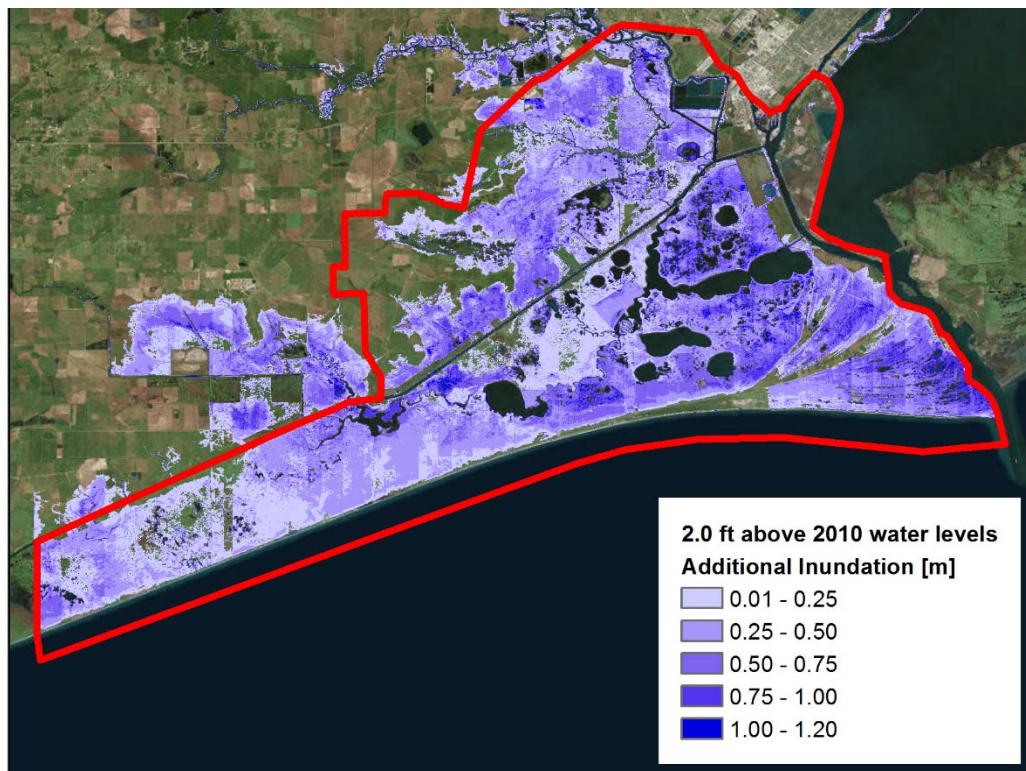 2.0 ft above 2010 water levels
Additional Inundation [m]
0.01 - 0.25
0.25 - 0.50
0.50 - 0.75
0.75 - 1.00
1.00 - 1.20